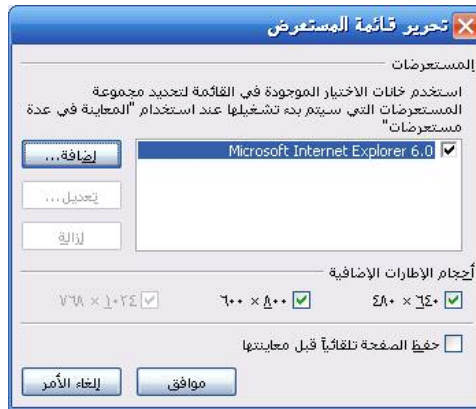 تحرير قائمة المستعرض
المستعرضات
استخدم خانات الاختيار الموجودة في القائمة لتحديد مجموعة
المستعرضات التي سيتم بدء تشغيلها عند استخدام "المعاينة في عدة
مستعرضات"
Microsoft Internet Explorer 6.0
إضافة...
تعديل...
إزالة
أحجام الإطارات الإضافية
٦٤٠ × ٤٨٠
٨٠٠ × ٦٠٠
١٠٢٤ × ٧٦٨
حفظ الصفحة تلقائياً قبل معاينتها
موافق
إلغاء الأمر